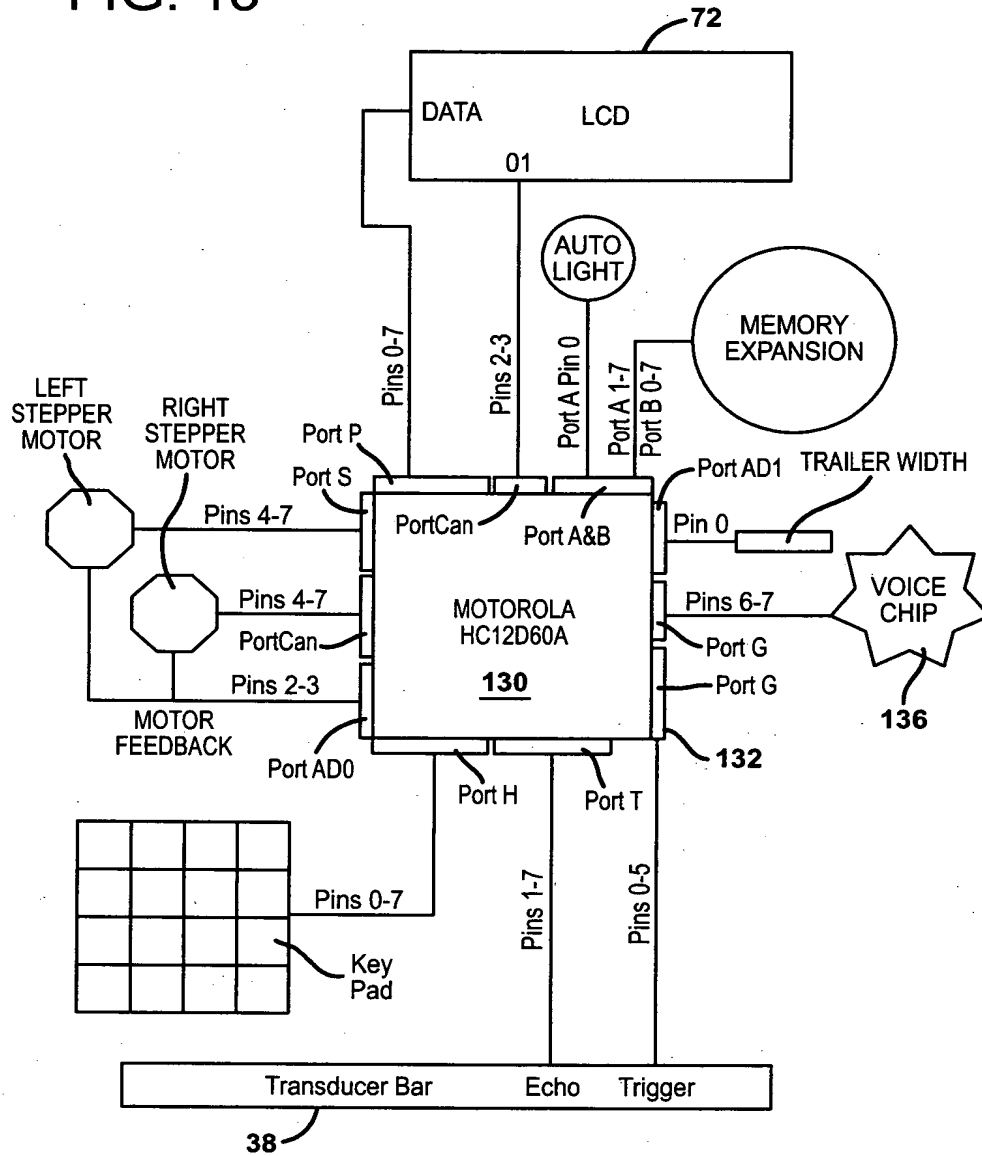 72
DATA
LCD
01
AUTO
LIGHT
MEMORY
EXPANSION
Pins 0-7
Pins 2-3
Port A Pin 0
Port A 1-7
Port B 0-7
LEFT
STEPPER
MOTOR
RIGHT
STEPPER
MOTOR
Port P
Port S
PortCan
Port A&B
Port AD1
TRAILER WIDTH
Pins 4-7
Pin 0
Pins 4-7
PortCan
MOTOROLA
HC12D60A
130
Pins 6-7
VOICE
CHIP
Port G
Port G
136
Pins 2-3
MOTOR
FEEDBACK
Port AD0
132
Port H
Port T
Pins 0-7
Pins 1-7
Pins 0-5
Key
Pad
Transducer Bar
Echo
Trigger
38